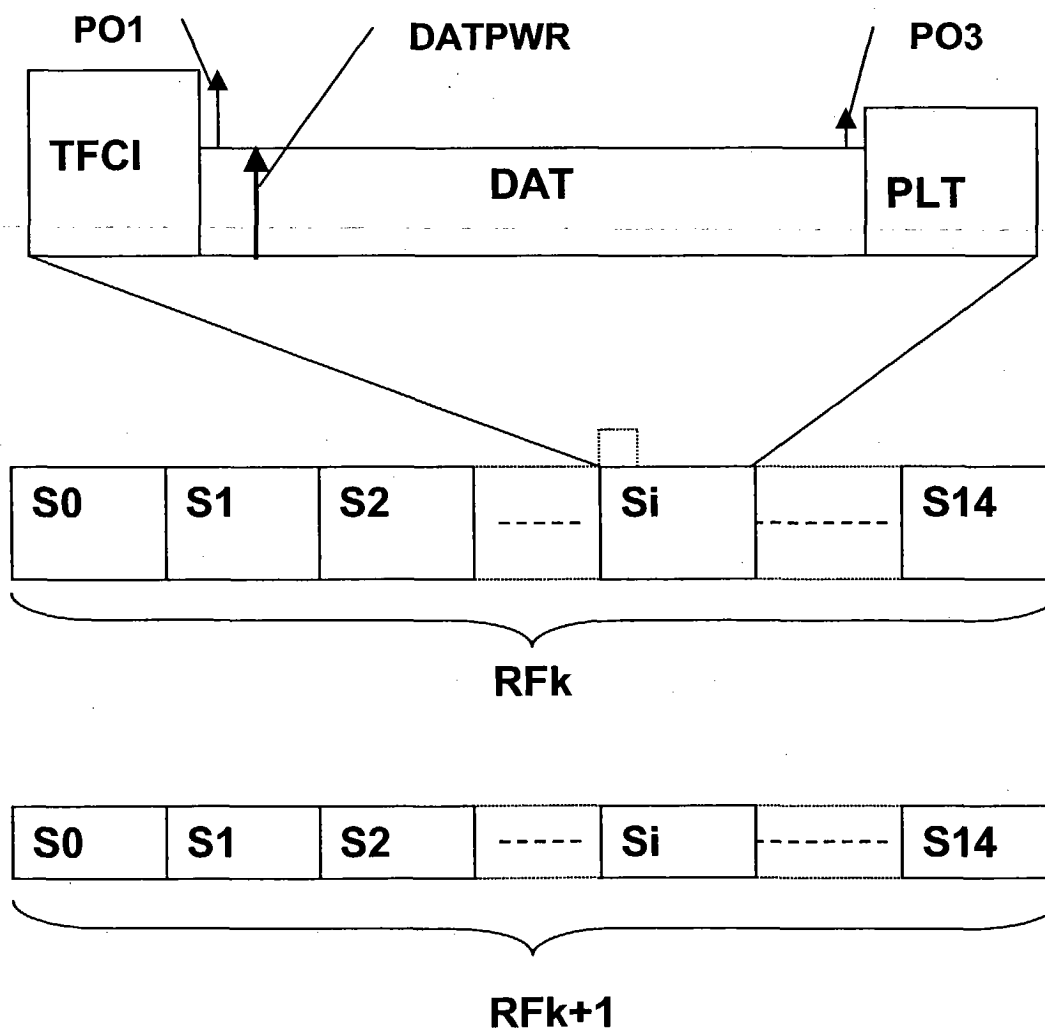 PO1 DATPWR PO3
TFCI DAT PLT
S0 S1 S2 Si S14
RFk
S0 S1 S2 Si S14
RFk+1